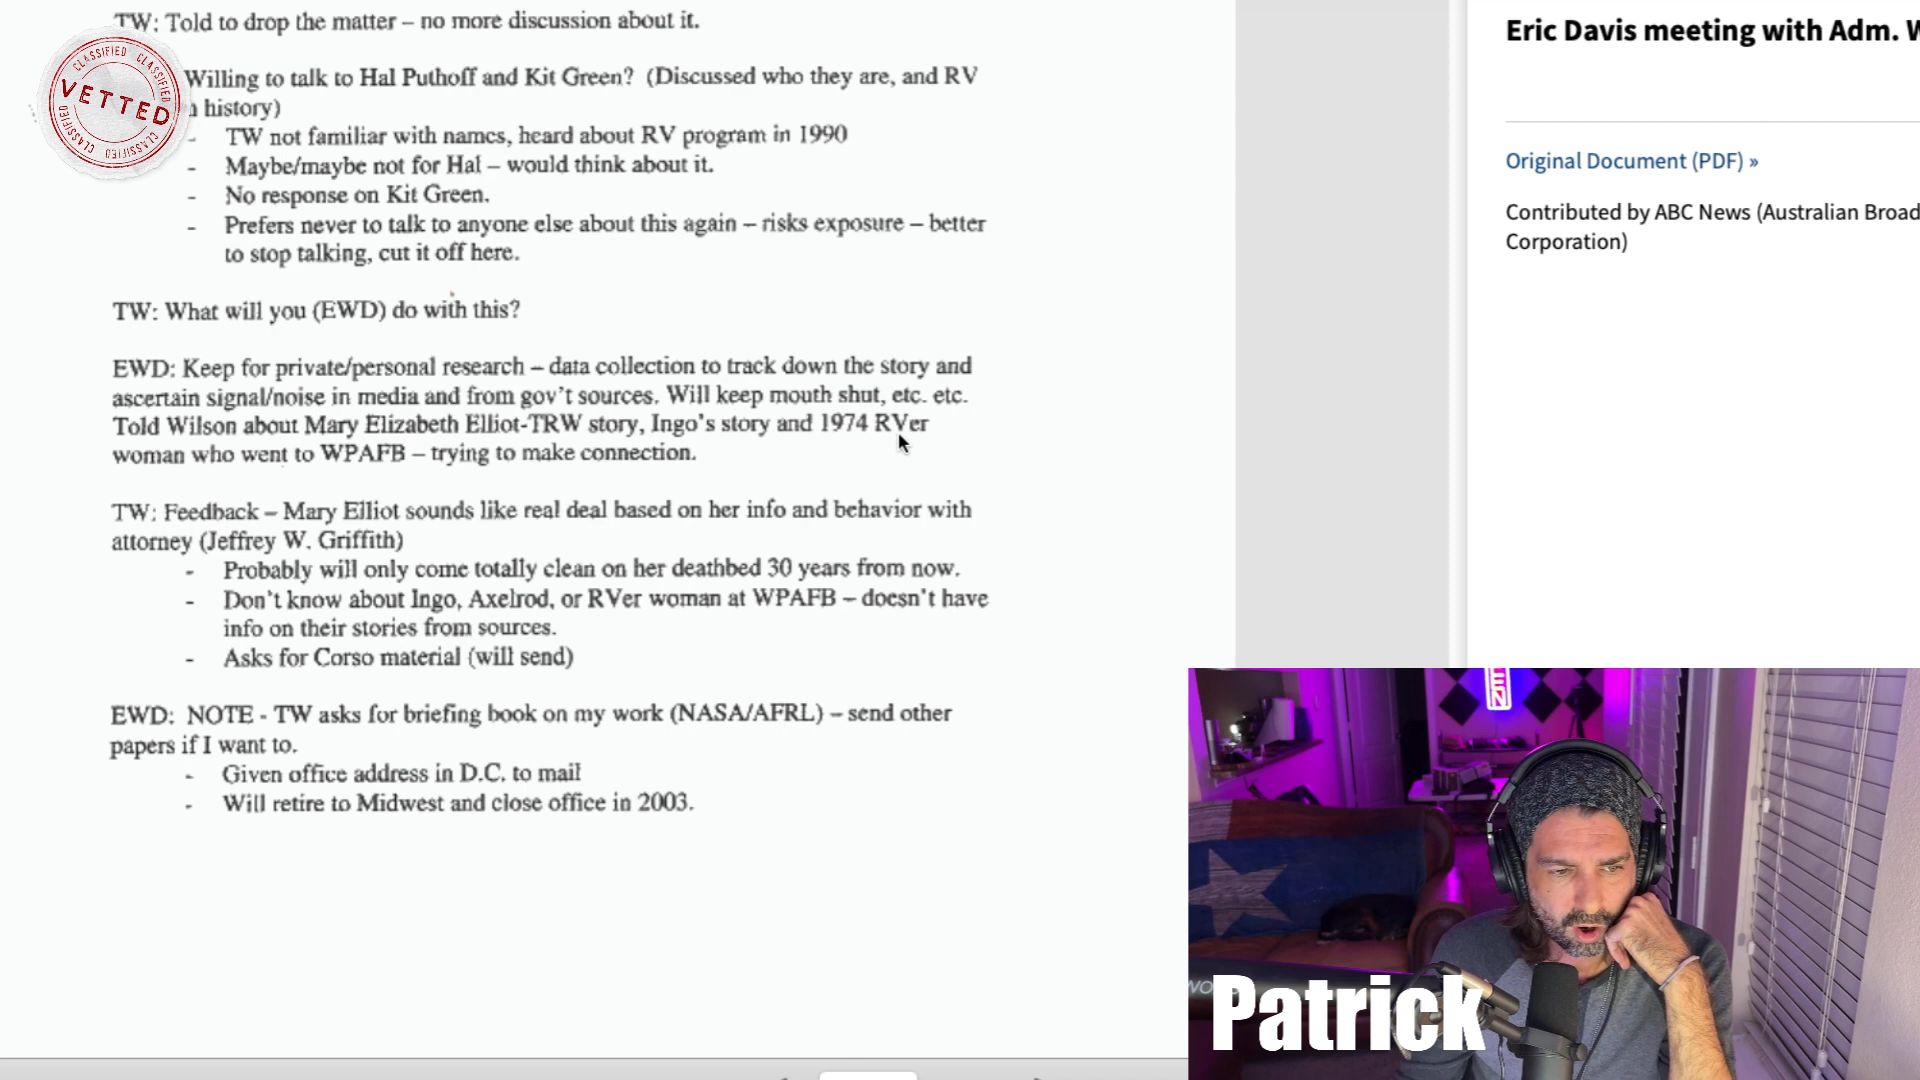 TW: Told to drop the matter – no more discussion about it.
Willing to talk to Hal Puthoff and Kit Green? (Discussed who they are, and RV
history)
- TW not familiar with names, heard about RV program in 1990
- Maybe/maybe not for Hal – would think about it.
- No response on Kit Green.
- Prefers never to talk to anyone else about this again – risks exposure – better
to stop talking, cut it off here.
TW: What will you (EWD) do with this?
EWD: Keep for private/personal research – data collection to track down the story and
ascertain signal/noise in media and from gov't sources. Will keep mouth shut, etc. etc.
Told Wilson about Mary Elizabeth Elliot-TRW story, Ingo's story and 1974 RVer
woman who went to WPAFB – trying to make connection.
TW: Feedback – Mary Elliot sounds like real deal based on her info and behavior with
attorney (Jeffrey W. Griffith)
- Probably will only come totally clean on her deathbed 30 years from now.
- Don't know about Ingo, Axelrod, or RVer woman at WPAFB – doesn't have
info on their stories from sources.
- Asks for Corso material (will send)
EWD: NOTE - TW asks for briefing book on my work (NASA/AFRL) – send other
papers if I want to.
- Given office address in D.C. to mail
- Will retire to Midwest and close office in 2003.
CLASSIFIED CLASSIFIED
VETTED
CLASSIFIED CLASSIFIED
Eric Davis meeting with Adm. W
Original Document (PDF) »
Contributed by ABC News (Australian Broad
Corporation)
Patrick